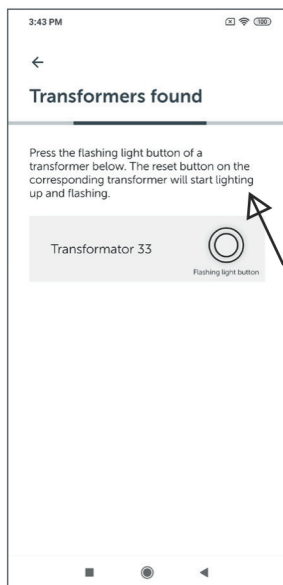 3:43 PM
100
Transformers found
Press the flashing light button of a
transformer below. The reset button on the
corresponding transformer will start lighting
up and flashing.
Transformator 33
Flashing light button